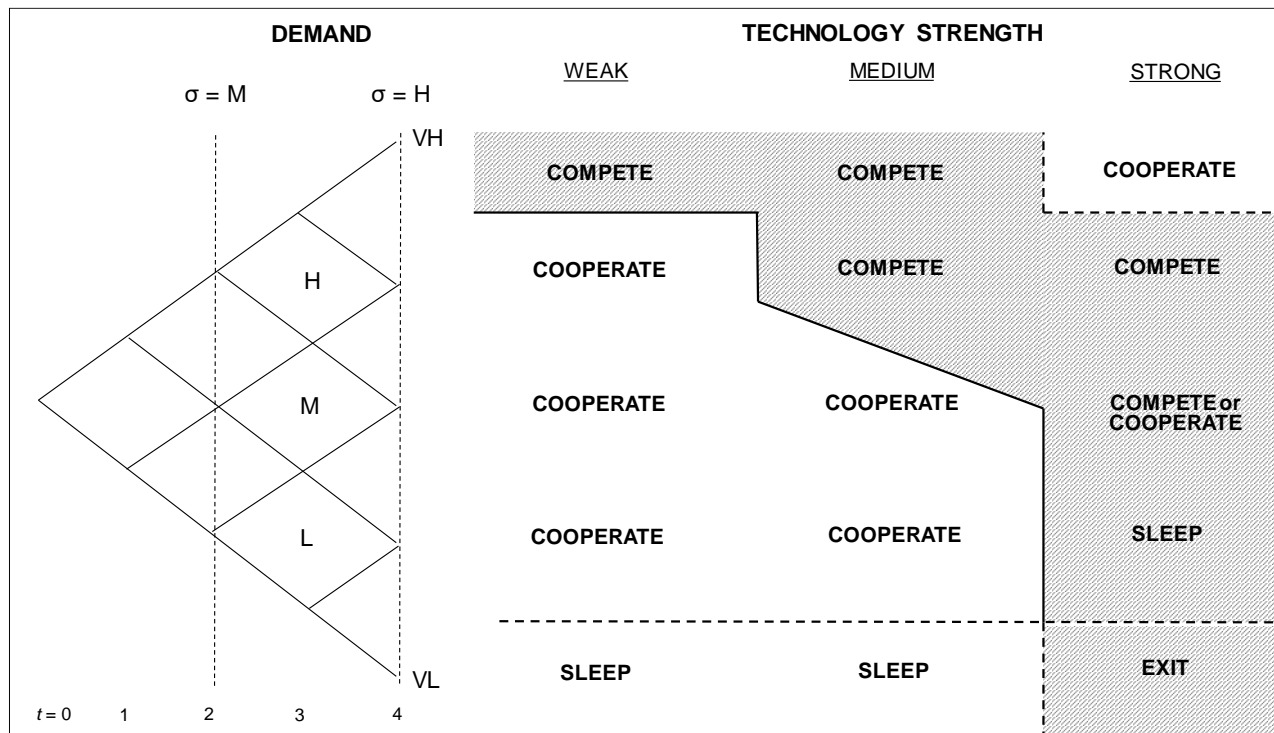 DEMAND TECHNOLOGY STRENGTH
WEAK MEDIUM STRONG
σ = M σ = H
VH
COMPETE COMPETE COOPERATE
H COOPERATE COMPETE COMPETE
M COOPERATE COOPERATE COMPETE or
COOPERATE
L COOPERATE COOPERATE SLEEP
VL SLEEP SLEEP EXIT
t = 0 1 2 3 4